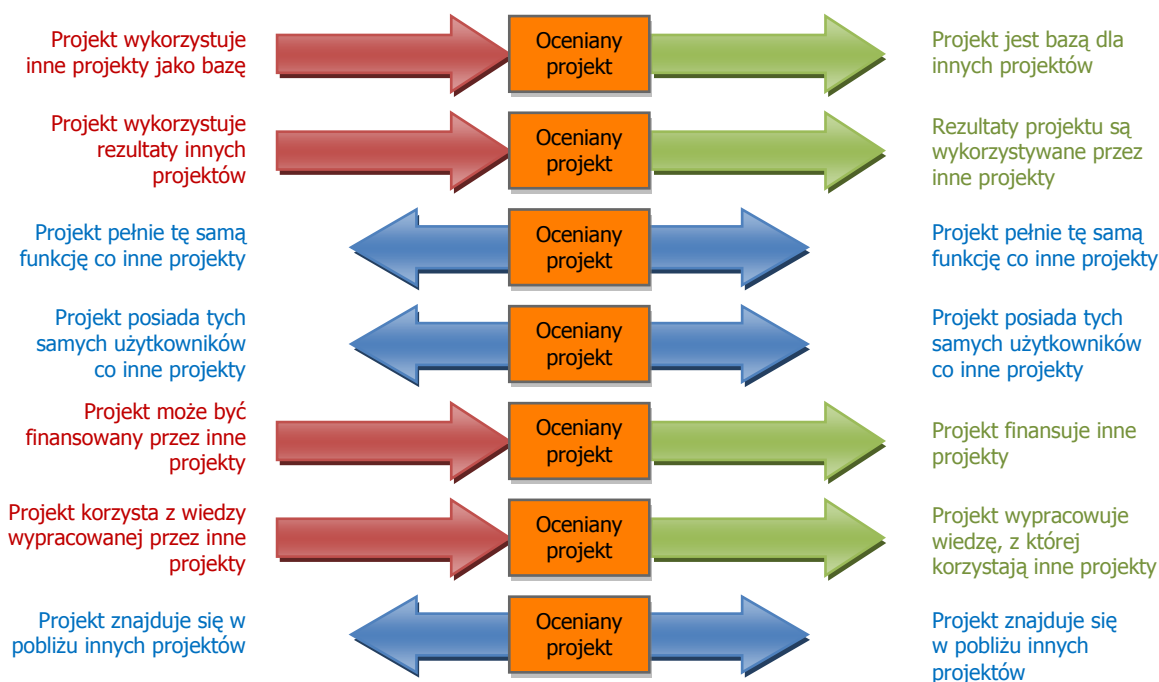 Projekt wykorzystuje
inne projekty jako bazę
Oceniany
projekt
Projekt jest bazą dla
innych projektów
Projekt wykorzystuje
rezultaty innych
projektów
Oceniany
projekt
Rezultaty projektu są
wykorzystywane przez
inne projekty
Projekt pełnie tę samą
funkcję co inne projekty
Oceniany
projekt
Projekt pełnie tę samą
funkcję co inne projekty
Projekt posiada tych
samych użytkowników
co inne projekty
Oceniany
projekt
Projekt posiada tych
samych użytkowników
co inne projekty
Projekt może być
finansowany przez inne
projekty
Oceniany
projekt
Projekt finansuje inne
projekty
Projekt korzysta z wiedzy
wypracowanej przez inne
projekty
Oceniany
projekt
Projekt wypracowuje
wiedzę, z której
korzystają inne projekty
Projekt znajduje się w
pobliżu innych projektów
Oceniany
projekt
Projekt znajduje się
w pobliżu innych
projektów